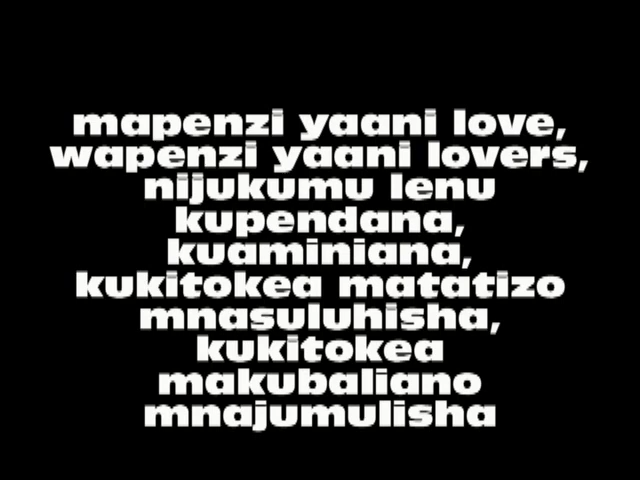 mapenzi yaani love,
wapenzi yaani lovers,
nijukumu lenu
kupendana,
kuaminiana,
kukitokea matatizo
mnasuluhisha,
kukitokea
makubaliano
mnajumulisha